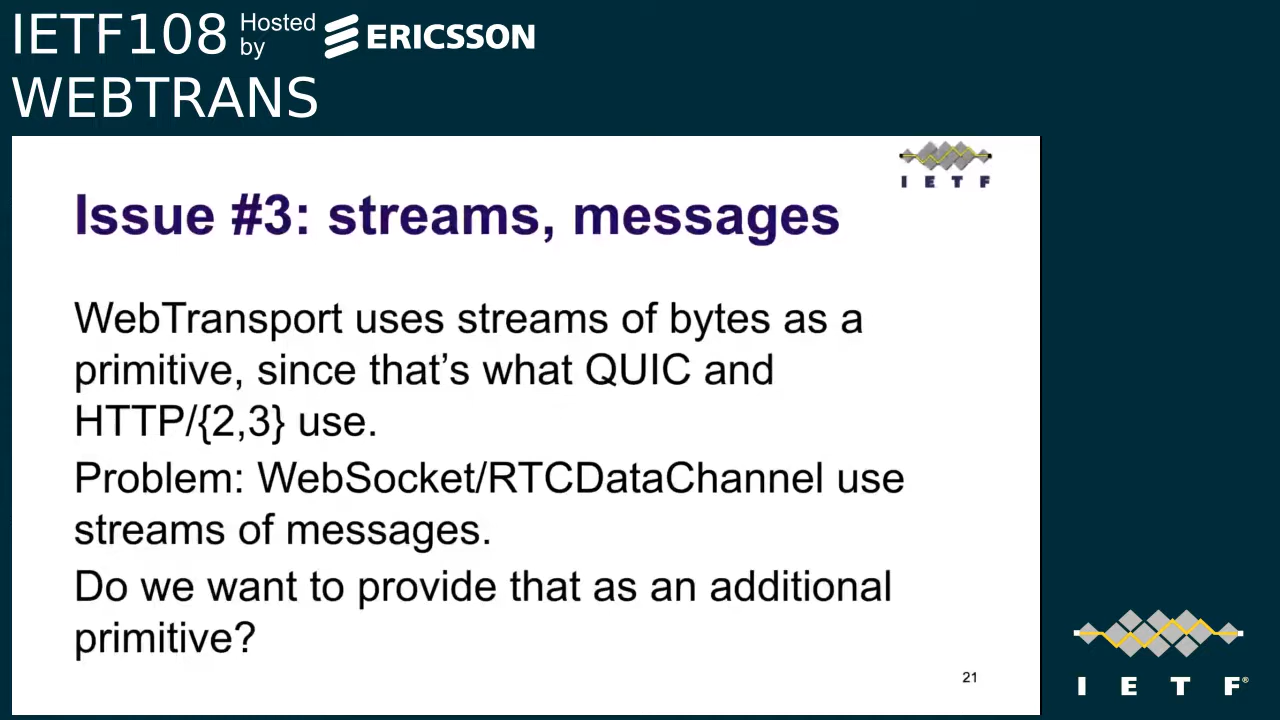 IETF108 Hosted by ERICSSON
WEBTRANS
I E T F
Issue #3: streams, messages
WebTransport uses streams of bytes as a
primitive, since that’s what QUIC and
HTTP/{2,3} use.
Problem: WebSocket/RTCDataChannel use
streams of messages.
Do we want to provide that as an additional
primitive?
21
I E T F®